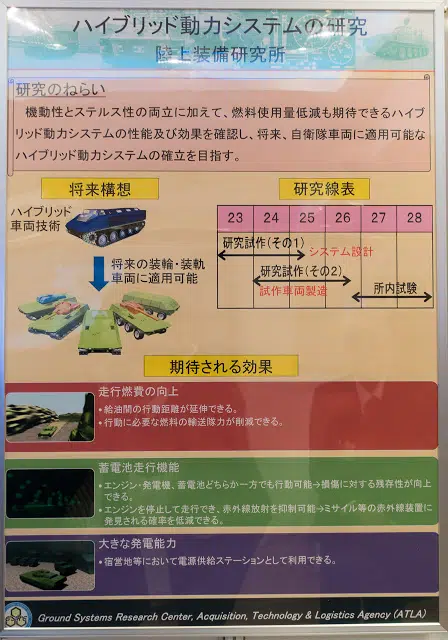 ハイブリッド動力システムの研究
陸上装備研究所
研究のねらい
機動性とステルス性の両立に加えて、燃料使用量低減も期待できるハイブ
リッド動力システムの性能及び効果を確認し、将来、自衛隊車両に適用可能な
ハイブリッド動力システムの確立を目指す。
将来構想
ハイブリッド
車両技術
将来の装輪・装軌
車両に適用可能
研究線表
23 24 25 26 27 28
研究試作(その1)
システム設計
研究試作(その2)
試作車両製造
所内試験
期待される効果
走行燃費の向上
・給油間の行動距離が延伸できる。
・行動に必要な燃料の輸送隊力が削減できる。
蓄電池走行機能
・エンジン・発電機、蓄電池どちらか一方でも行動可能→損傷に対する残存性が向上
できる。
・エンジンを停止して走行でき、赤外線放射を抑制可能→ミサイル等の赤外線装置に
発見される確率を低減できる。
大きな発電能力
・宿営地等において電源供給ステーションとして利用できる。
Ground Systems Research Center, Acquisition, Technology & Logistics Agency (ATLA)